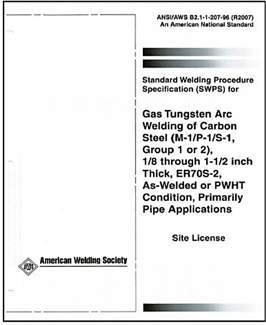 ANSI/AWS B2.1-1-207-96 (R2007)
An American National Standard
Standard Welding Procedure
Specification (SWPS) for
Gas Tungsten Arc
Welding of Carbon
Steel (M-1/P-1/S-1,
Group 1 or 2),
1/8 through 1-1/2 inch
Thick, ER70S-2,
As-Welded or PWHT
Condition, Primarily
Pipe Applications
Site License
American Welding Society